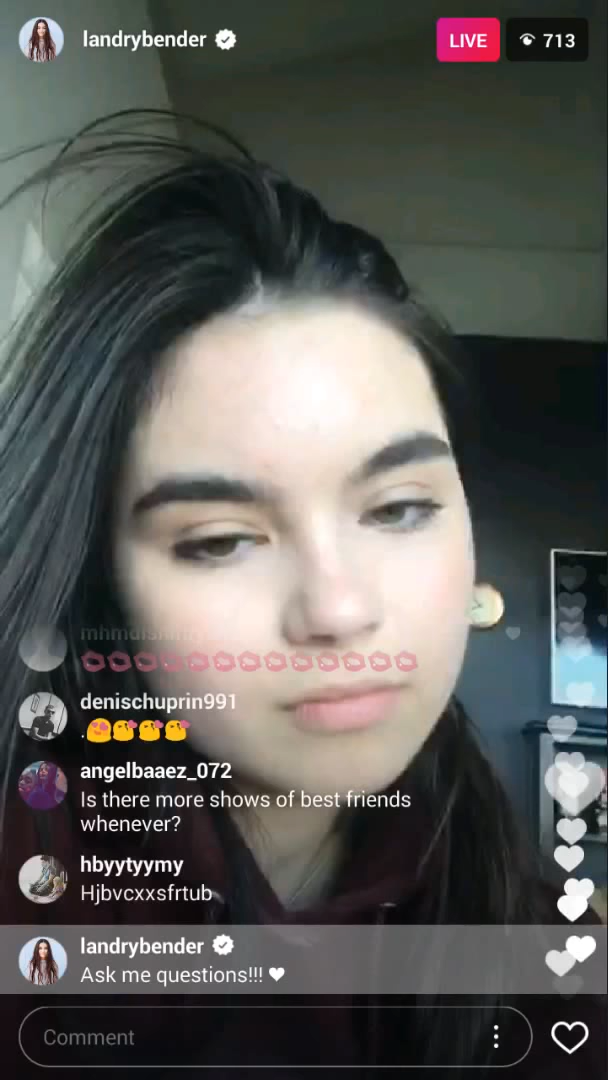 landrybender
LIVE
713
denischuprin991
.😍😘😘😘
angelbaaez_072
Is there more shows of best friends
whenever?
hbyytyymy
Hjbvcxxsfrtub
landrybender
Ask me questions!!! ❤
Comment